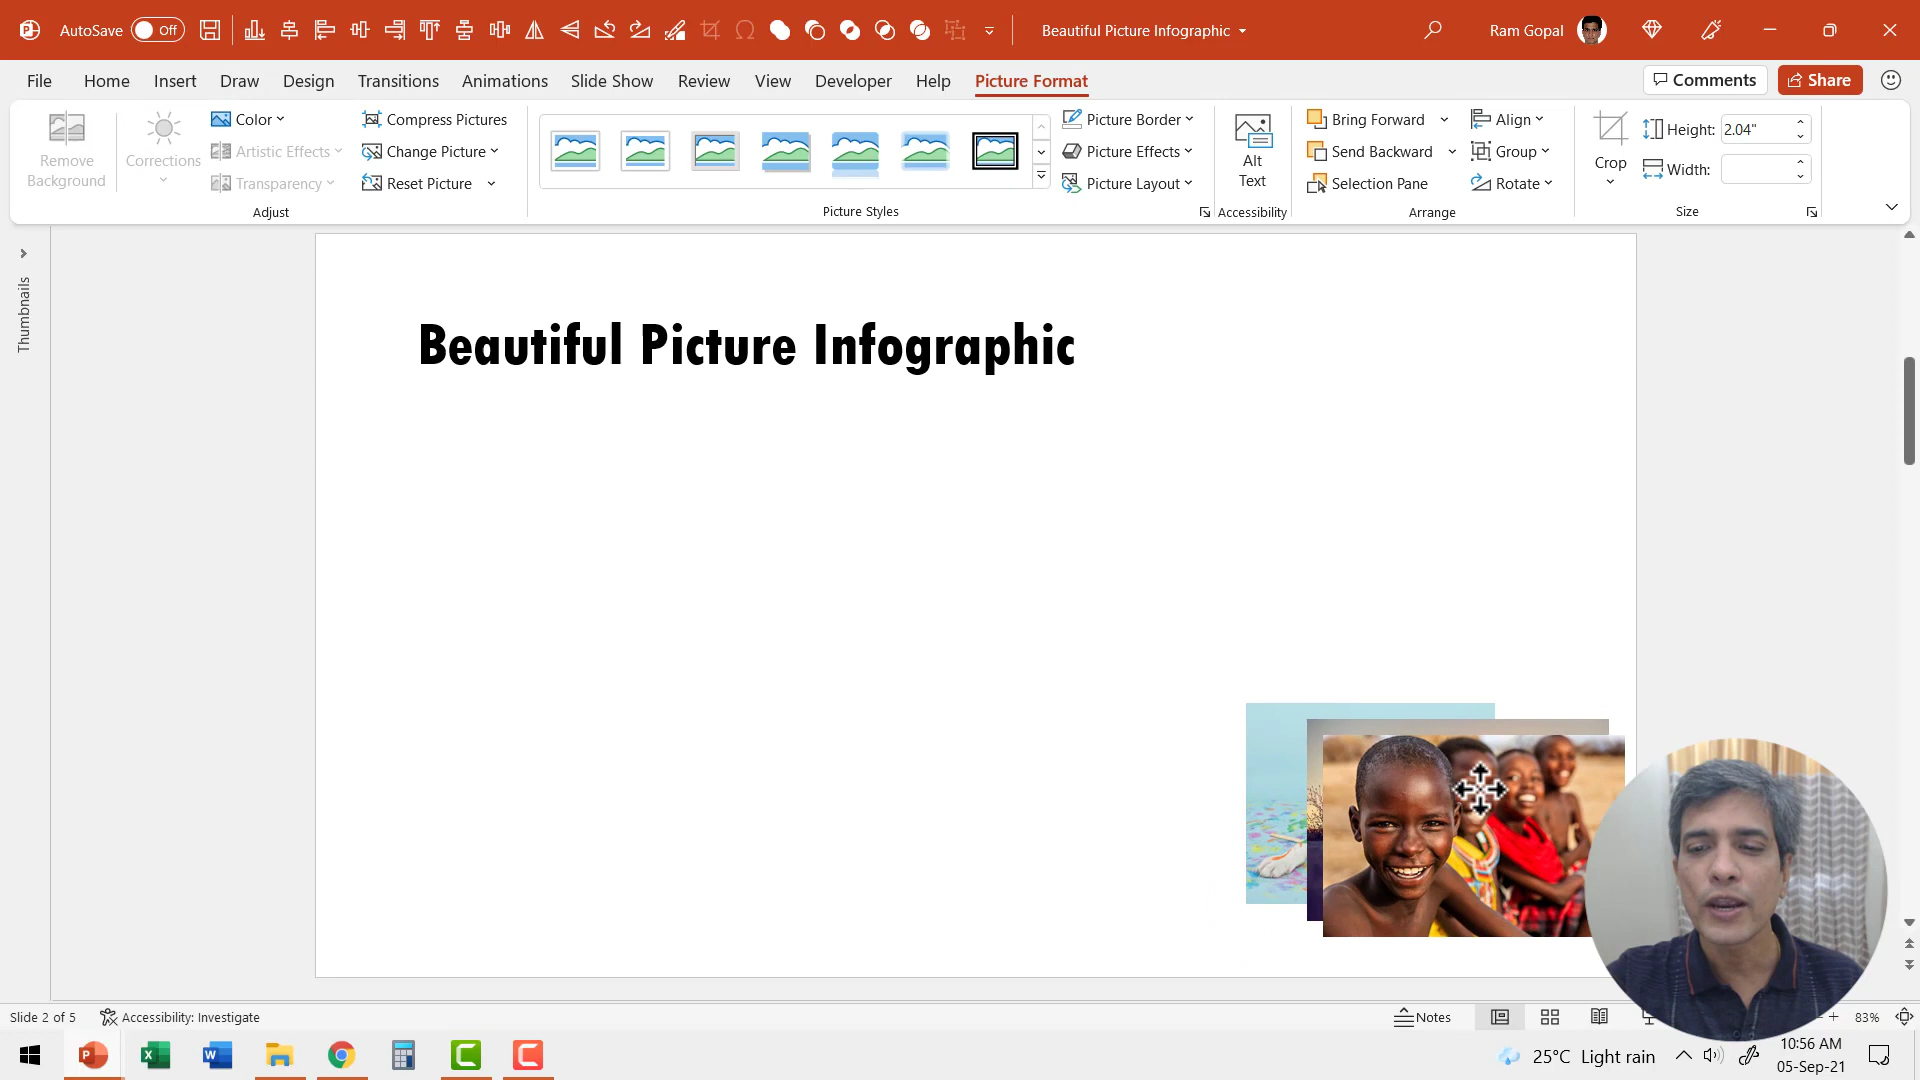 AutoSave Off Beautiful Picture Infographic Ram Gopal
File Home Insert Draw Design Transitions Animations Slide Show Review View Developer Help Picture Format Comments Share
Remove Background
Corrections
Color
Artistic Effects
Transparency
Compress Pictures
Change Picture
Reset Picture
Adjust
Picture Styles
Picture Border
Picture Effects
Picture Layout
Alt Text
Accessibility
Bring Forward
Send Backward
Selection Pane
Align
Group
Rotate
Arrange
Crop
Height: 2.04"
Width:
Size
Thumbnails
Beautiful Picture Infographic
Slide 2 of 5 Accessibility: Investigate Notes 83%
25°C Light rain 10:56 AM
05-Sep-21